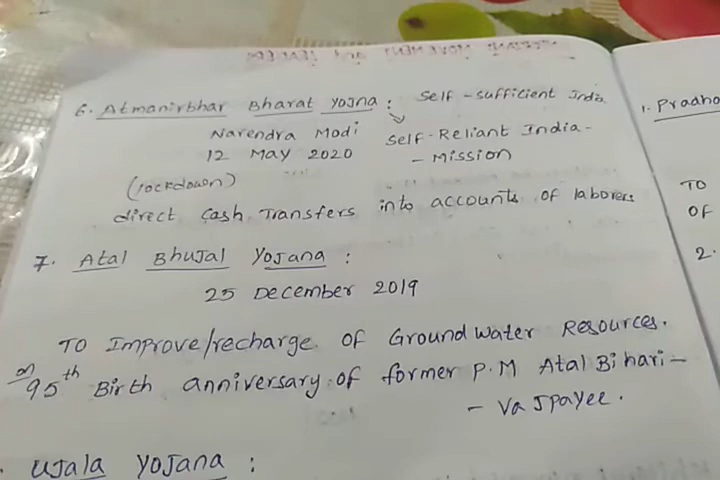 6. Atmanirbhar Bharat Yojna : Self - sufficient India
Narendra Modi Self - Reliant India -
12 May 2020 - Mission
(lockdown)
direct cash Transfers into accounts of laborers
7. Atal Bhujal Yojana :
25 December 2019
To Improve/recharge of Ground water Resources.
on 95th Birth anniversary of former P.M Atal Bihari -
- Vajpayee.
Ujala Yojana :
1. Pradha
TO
OF
2.